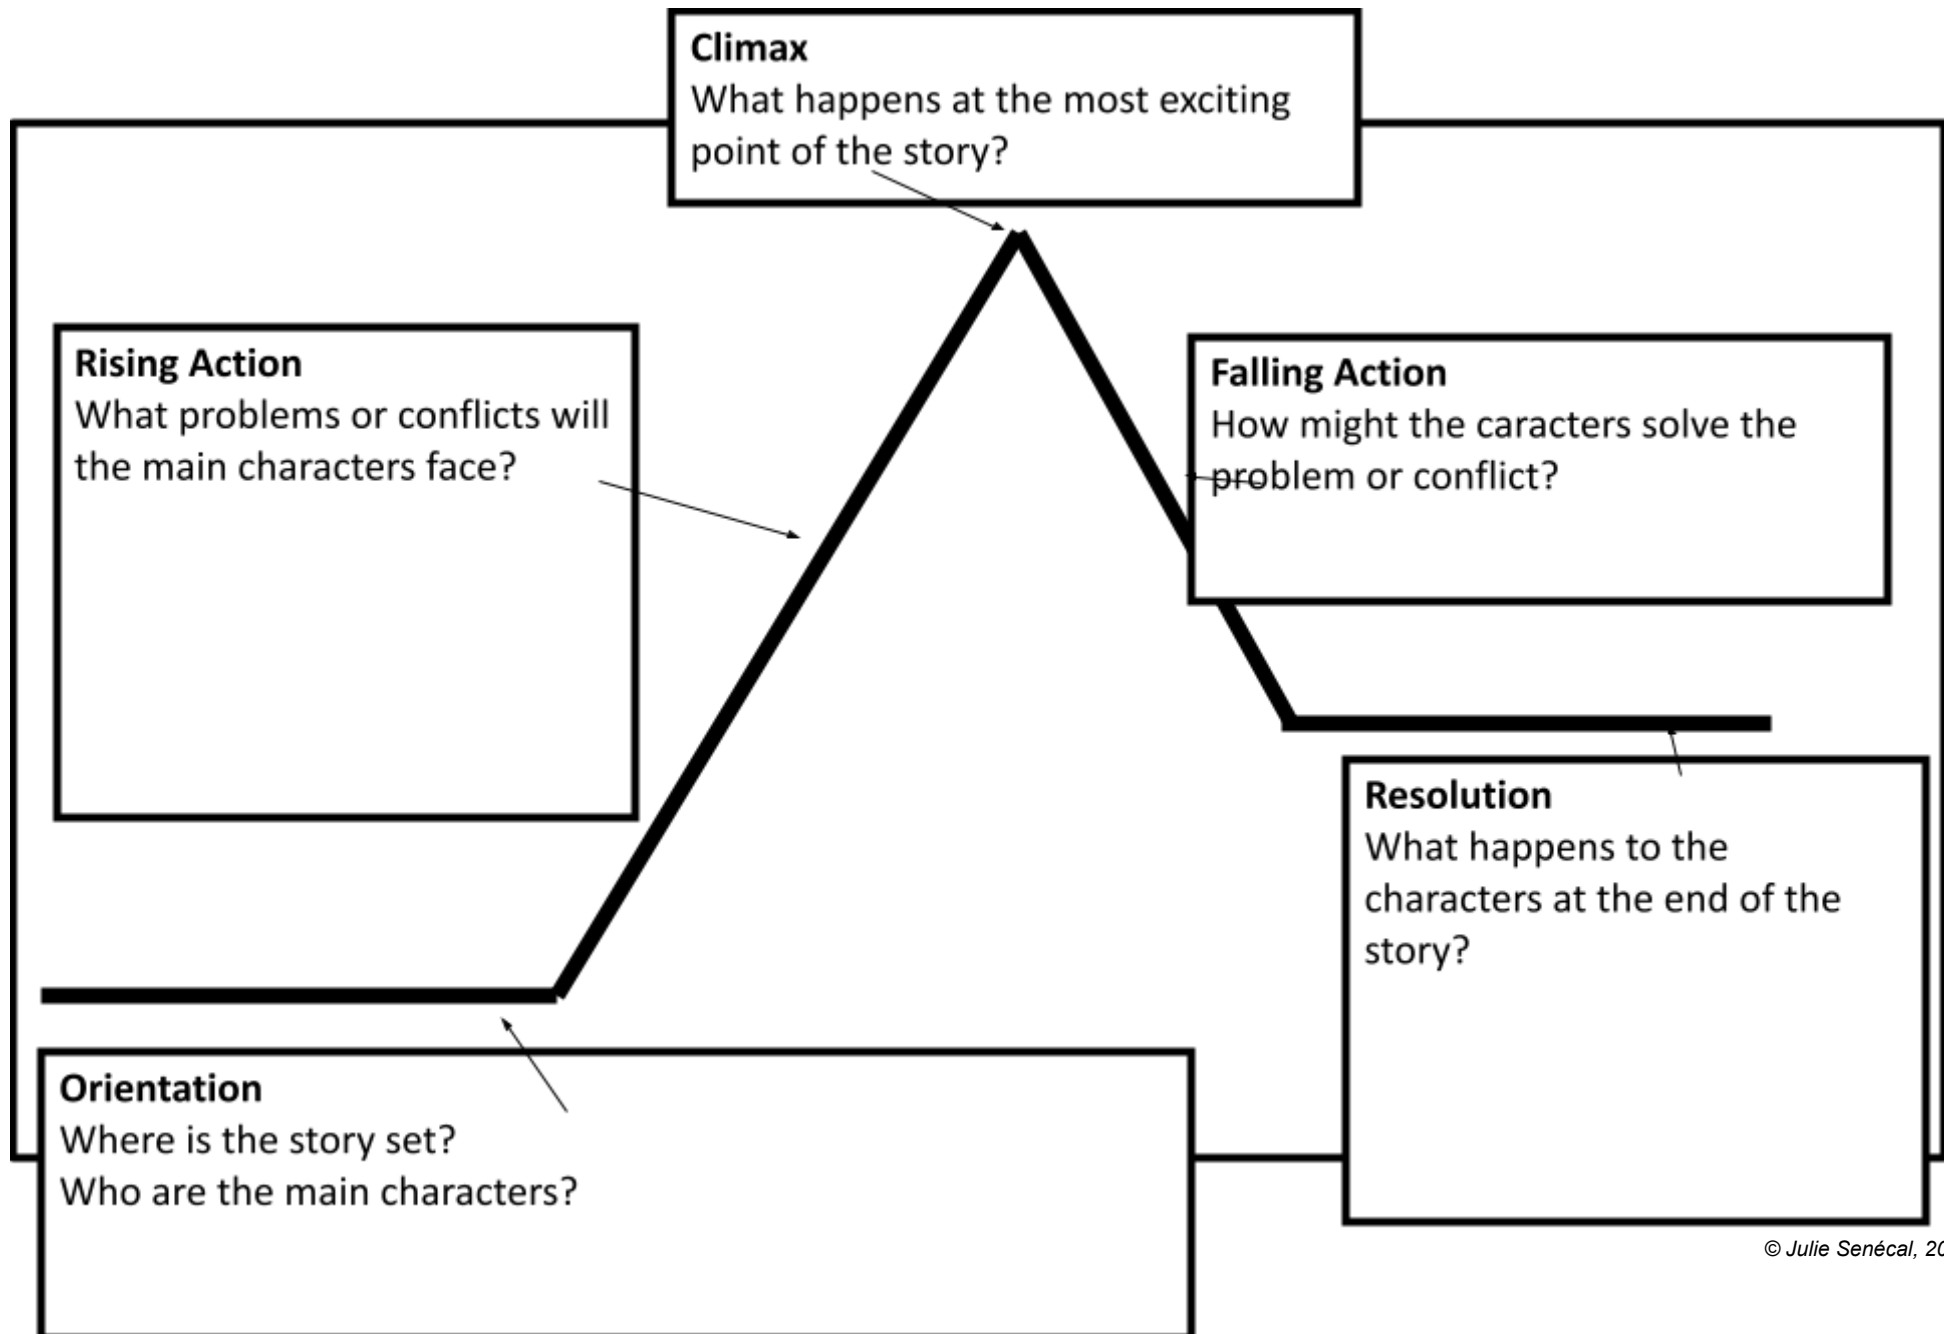 Climax
What happens at the most exciting
point of the story?
Rising Action
What problems or conflicts will
the main characters face?
Falling Action
How might the caracters solve the
problem or conflict?
Resolution
What happens to the
characters at the end of the
story?
Orientation
Where is the story set?
Who are the main characters?
© Julie Senécal, 20